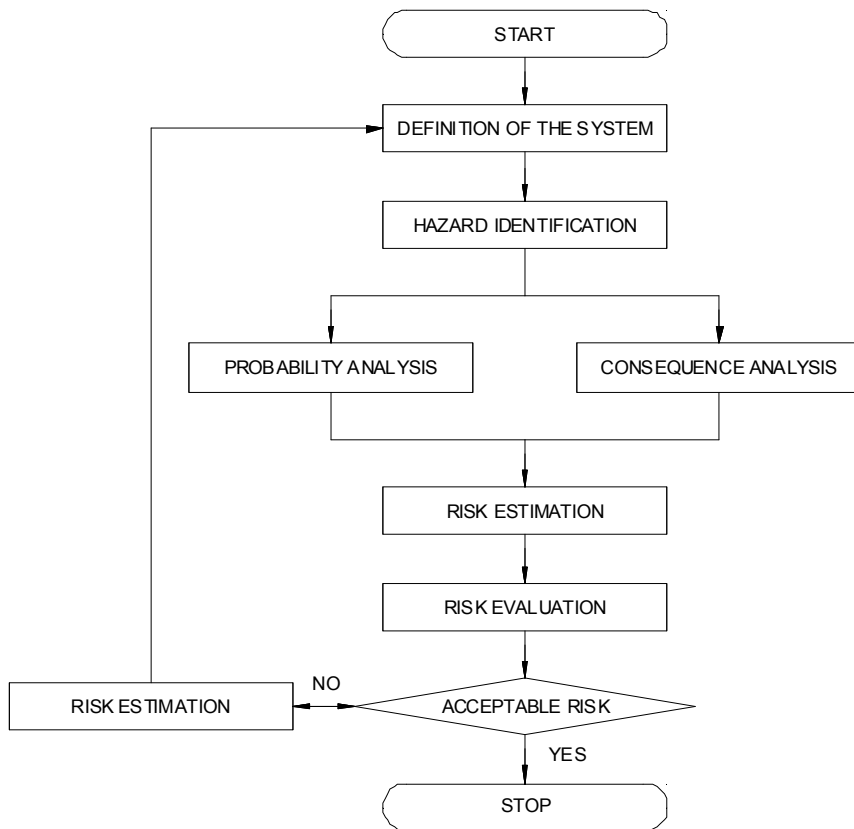 START
DEFINITION OF THE SYSTEM
HAZARD IDENTIFICATION
PROBABILITY ANALYSIS
CONSEQUENCE ANALYSIS
RISK ESTIMATION
RISK EVALUATION
NO
RISK ESTIMATION
ACCEPTABLE RISK
YES
STOP